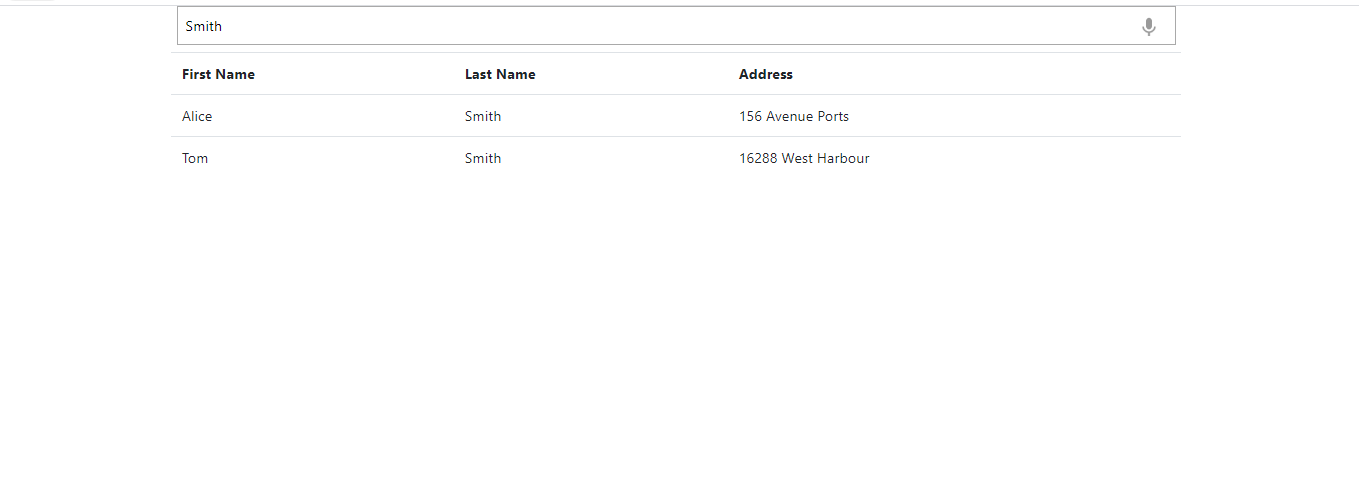 Smith
First Name Last Name Address
Alice Smith 156 Avenue Ports
Tom Smith 16288 West Harbour